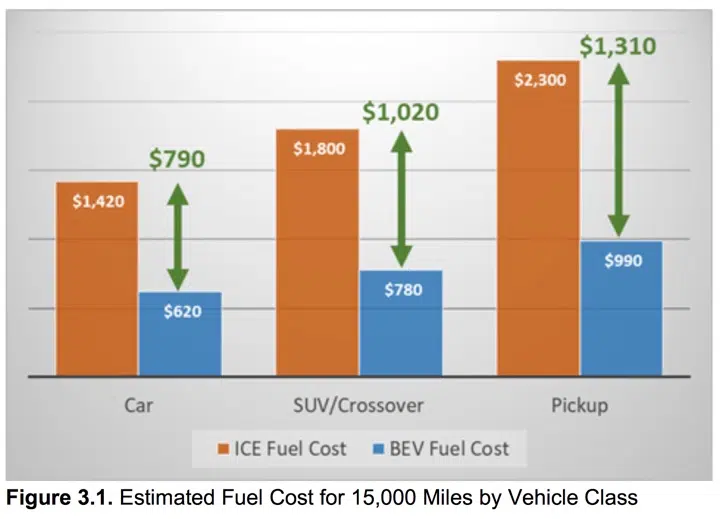 $1,310
$2,300
$1,020
$1,800
$790
$1,420
$990
$780
$620
Car
SUV/Crossover
Pickup
ICE Fuel Cost
BEV Fuel Cost
Figure 3.1. Estimated Fuel Cost for 15,000 Miles by Vehicle Class